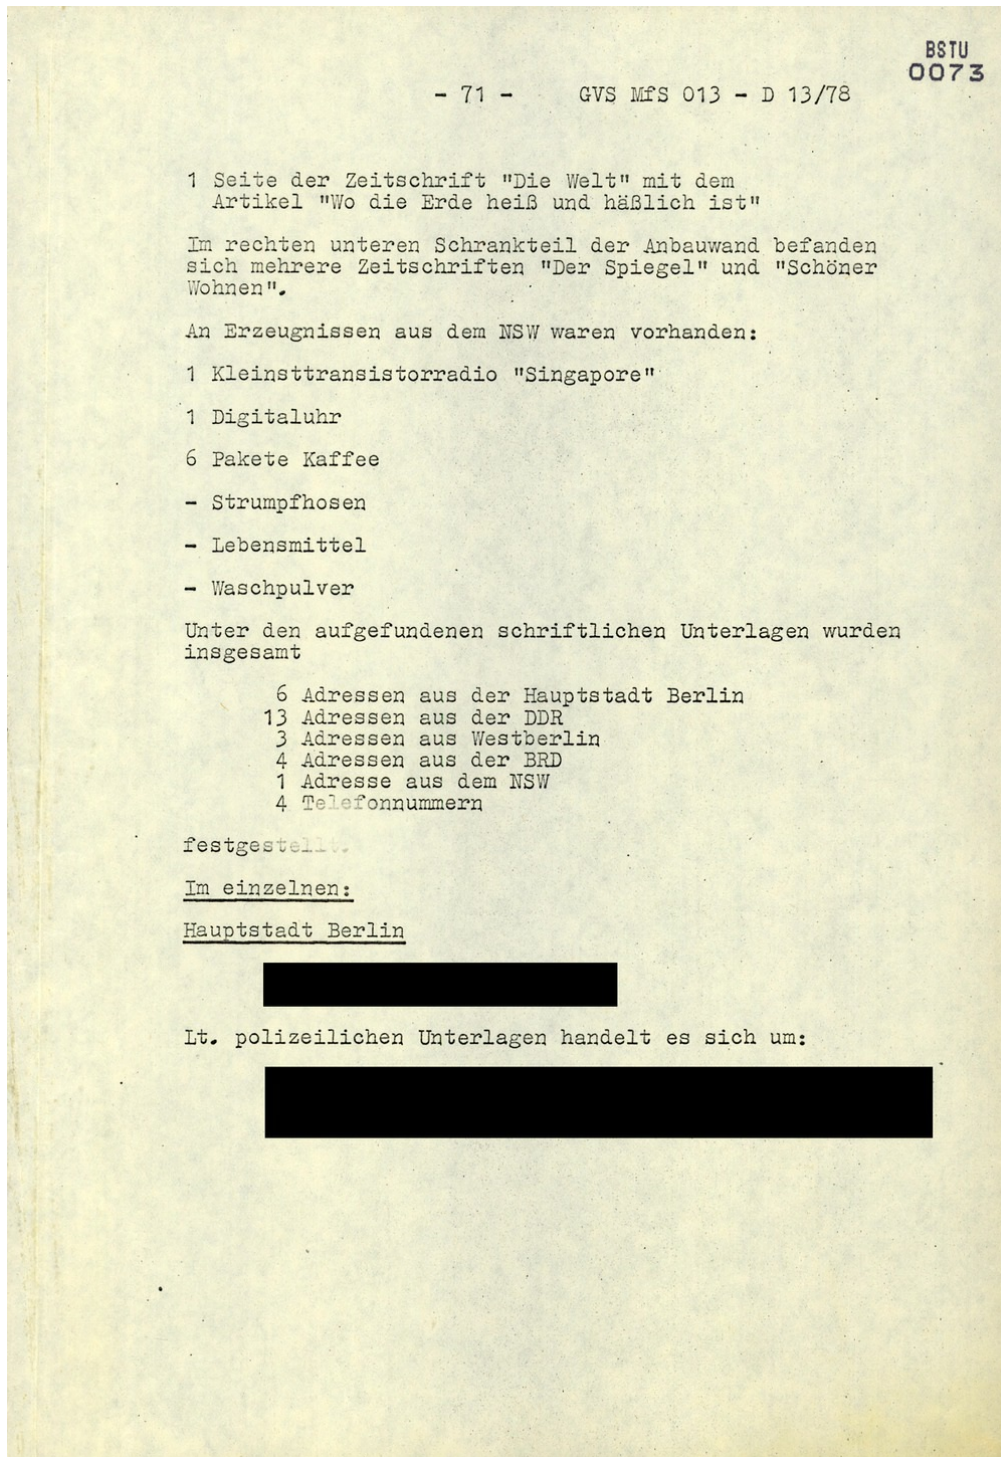 BSTU
0073
- 71 - GVS MfS 013 - D 13/78
1 Seite der Zeitschrift "Die Welt" mit dem
Artikel "Wo die Erde heiß und häßlich ist"
Im rechten unteren Schrankteil der Anbauwand befanden
sich mehrere Zeitschriften "Der Spiegel" und "Schöner
Wohnen".
An Erzeugnissen aus dem NSW waren vorhanden:
1 Kleinsttransistorradio "Singapore"
1 Digitaluhr
6 Pakete Kaffee
- Strumpfhosen
- Lebensmittel
- Waschpulver
Unter den aufgefundenen schriftlichen Unterlagen wurden
insgesamt
6 Adressen aus der Hauptstadt Berlin
13 Adressen aus der DDR
3 Adressen aus Westberlin
4 Adressen aus der BRD
1 Adresse aus dem NSW
4 Telefonnummern
festgestellt.
Im einzelnen:
Hauptstadt Berlin
Lt. polizeilichen Unterlagen handelt es sich um: